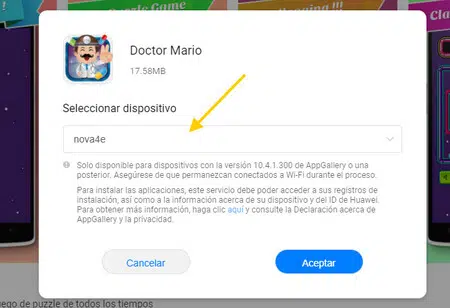 Puzzle Game
Cla
Doctor Mario
17.58MB
Seleccionar dispositivo
nova4e
Solo disponible para dispositivos con la versión 10.4.1.300 de AppGallery o una
posterior. Asegúrese de que permanezcan conectados a Wi-Fi durante el proceso.
Para instalar las aplicaciones, este servicio debe poder acceder a sus registros de
instalación, así como a la información acerca de su dispositivo y del ID de Huawei.
Para obtener más información, haga clic aquí y consulte la Declaración acerca de
AppGallery y la privacidad.
Cancelar
Aceptar
uego de puzzle de todos los tiempos